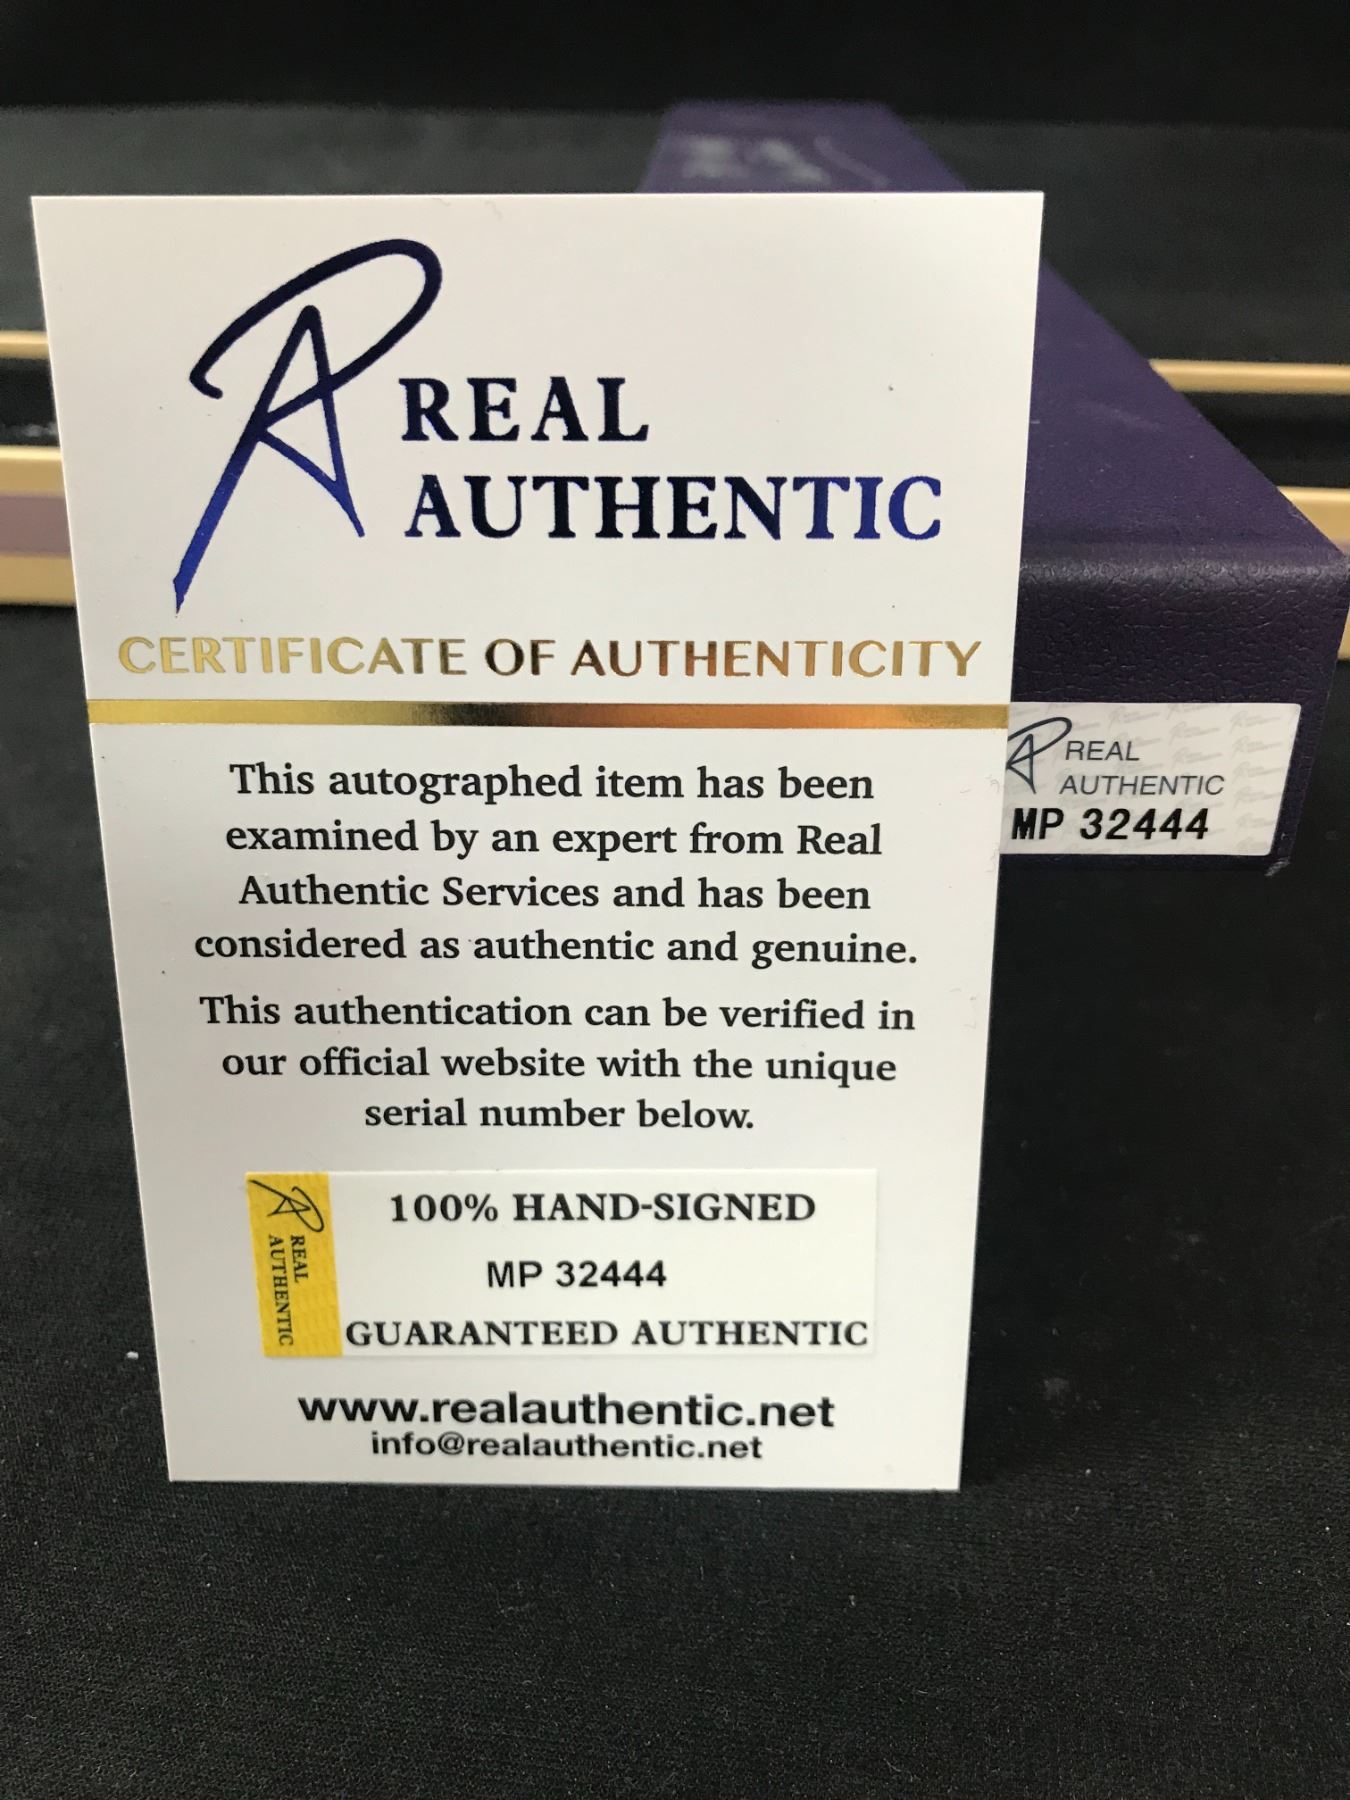 REAL
AUTHENTIC
CERTIFICATE OF AUTHENTICITY
This autographed item has been
examined by an expert from Real
Authentic Services and has been
considered as authentic and genuine.
This authentication can be verified in
our official website with the unique
serial number below.
REAL
AUTHENTIC
100% HAND-SIGNED
MP 32444
GUARANTEED AUTHENTIC
www.realauthentic.net
info@realauthentic.net
REAL
AUTHENTIC
MP 32444